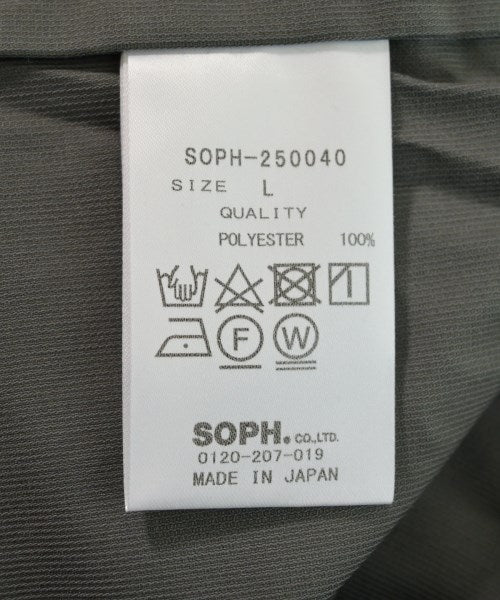 SOPH-250040
SIZE L
QUALITY
POLYESTER 100%
F W
SOPH. CO.,LTD.
0120-207-019
MADE IN JAPAN